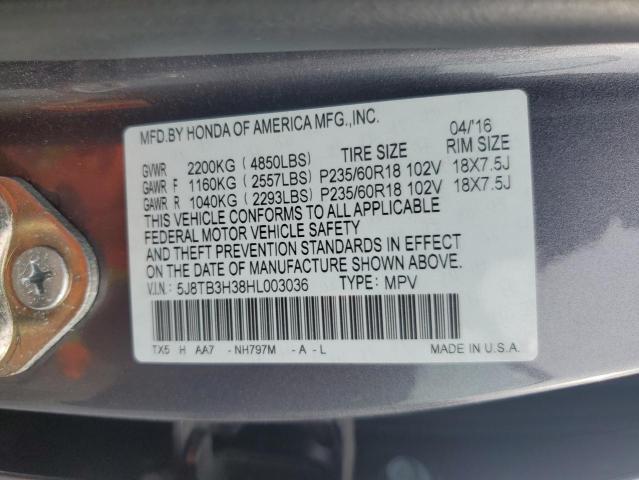 MFD.BY HONDA OF AMERICA MFG.,INC. 04/'16
GVWR 2200KG ( 4850LBS) TIRE SIZE RIM SIZE
GAWR F 1160KG ( 2557LBS) P235/60R18 102V 18X7.5J
GAWR R 1040KG ( 2293LBS) P235/60R18 102V 18X7.5J
THIS VEHICLE CONFORMS TO ALL APPLICABLE
FEDERAL MOTOR VEHICLE SAFETY
AND THEFT PREVENTION STANDARDS IN EFFECT
ON THE DATE OF MANUFACTURE SHOWN ABOVE.
V.I.N.: 5J8TB3H38HL003036 TYPE: MPV
TX5 H AA7 - NH797M - A - L MADE IN U.S.A.